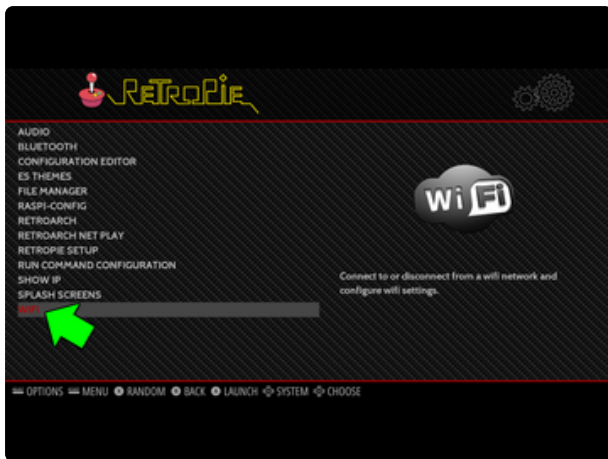 RetroPie
AUDIO
BLUETOOTH
CONFIGURATION EDITOR
ES THEMES
FILE MANAGER
RASPI-CONFIG
RETROARCH
RETROARCH NET PLAY
RETROPIE SETUP
RUN COMMAND CONFIGURATION
SHOW IP
SPLASH SCREENS
WIFI
Wi Fi
Connect to or disconnect from a wifi network and
configure wifi settings.
OPTIONS MENU RANDOM BACK LAUNCH SYSTEM CHOOSE